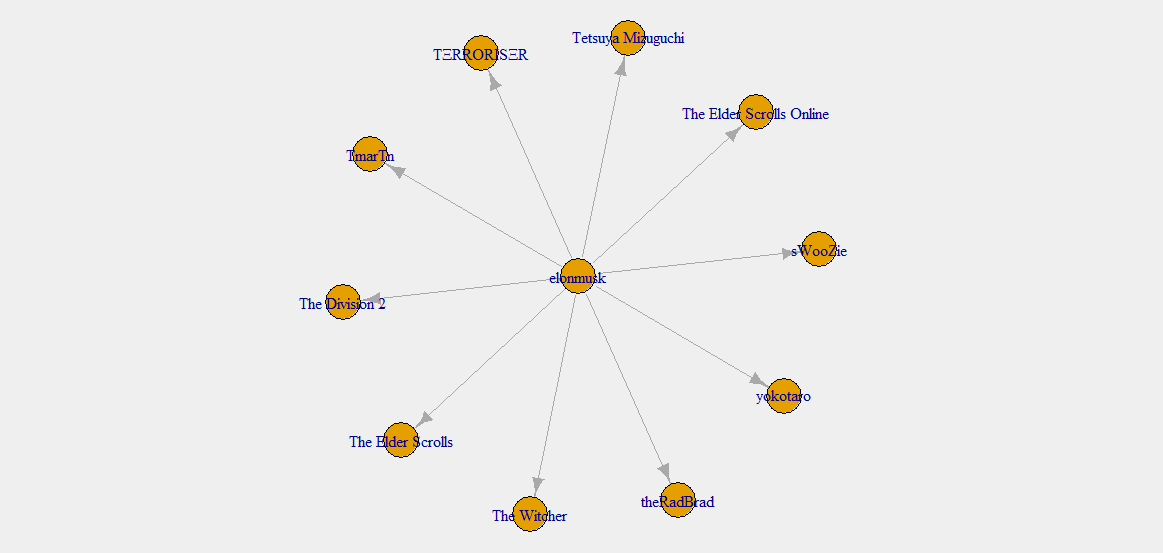 Tetsuya Mizuguchi
TΞRRORISΞR
The Elder Scrolls Online
TmarTn
sWooZie
elonmusk
The Division 2
yokotaro
The Elder Scrolls
theRadBrad
The Witcher